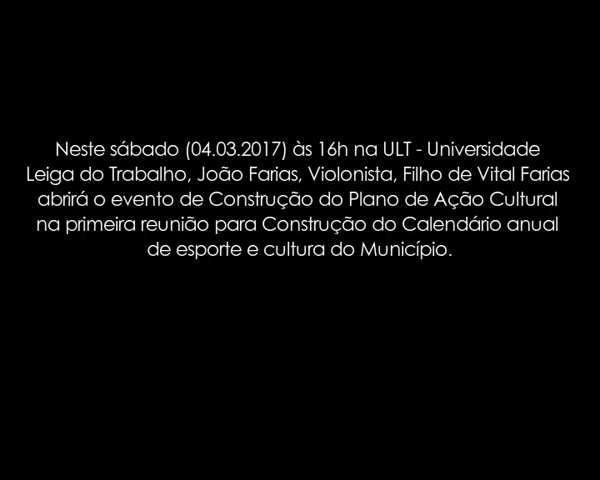 Neste sábado (04.03.2017) às 16h na ULT - Universidade
Leiga do Trabalho, João Farias, Violonista, Filho de Vital Farias
abrirá o evento de Construção do Plano de Ação Cultural
na primeira reunião para Construção do Calendário anual
de esporte e cultura do Município.